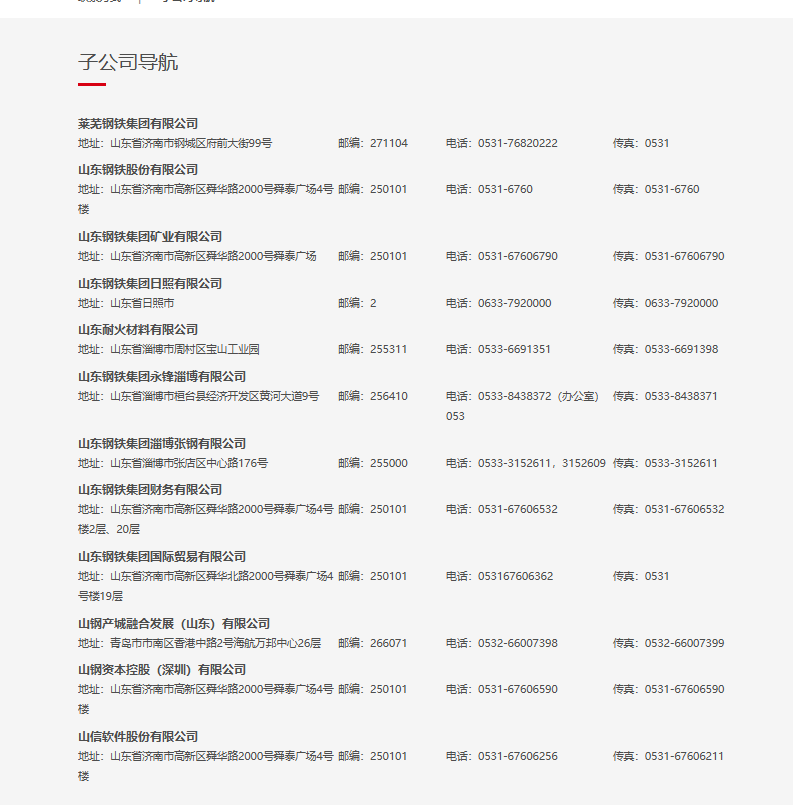 子公司导航
莱芜钢铁集团有限公司
地址：山东省济南市钢城区府前大街99号 邮编：271104 电话：0531-76820222 传真：0531
山东钢铁股份有限公司
地址：山东省济南市高新区舜华路2000号舜泰广场4号 邮编：250101 电话：0531-6760 传真：0531-6760
楼
山东钢铁集团矿业有限公司
地址：山东省济南市高新区舜华路2000号舜泰广场 邮编：250101 电话：0531-67606790 传真：0531-67606790
山东钢铁集团日照有限公司
地址：山东省日照市 邮编：2 电话：0633-7920000 传真：0633-7920000
山东耐火材料有限公司
地址：山东省淄博市周村区宝山工业园 邮编：255311 电话：0533-6691351 传真：0533-6691398
山东钢铁集团永锋淄博有限公司
地址：山东省淄博市桓台县经济开发区黄河大道9号 邮编：256410 电话：0533-8438372（办公室） 传真：0533-8438371
053
山东钢铁集团淄博张钢有限公司
地址：山东省淄博市张店区中心路176号 邮编：255000 电话：0533-3152611，3152609 传真：0533-3152611
山东钢铁集团财务有限公司
地址：山东省济南市高新区舜华路2000号舜泰广场4号 邮编：250101 电话：0531-67606532 传真：0531-67606532
楼2层、20层
山东钢铁集团国际贸易有限公司
地址：山东省济南市高新区舜华北路2000号舜泰广场4 邮编：250101 电话：053167606362 传真：0531
号楼19层
山钢产城融合发展（山东）有限公司
地址：青岛市市南区香港中路2号海航万邦中心26层 邮编：266071 电话：0532-66007398 传真：0532-66007399
山钢资本控股（深圳）有限公司
地址：山东省济南市高新区舜华路2000号舜泰广场4号 邮编：250101 电话：0531-67606590 传真：0531-67606590
楼
山信软件股份有限公司
地址：山东省济南市高新区舜华路2000号舜泰广场4号 邮编：250101 电话：0531-67606256 传真：0531-67606211
楼